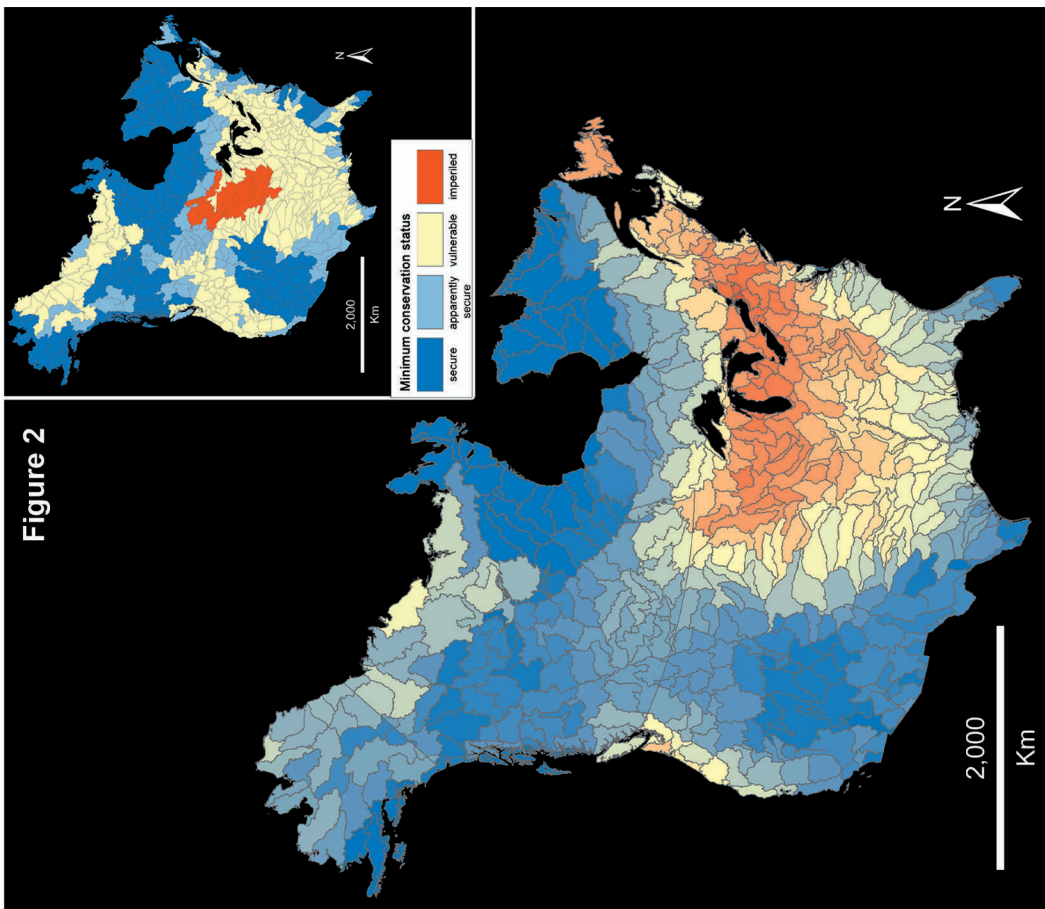 Figure 2
N
2,000
Km
Minimum conservation status
secure
apparently
secure
vulnerable
imperiled
N
2,000
Km